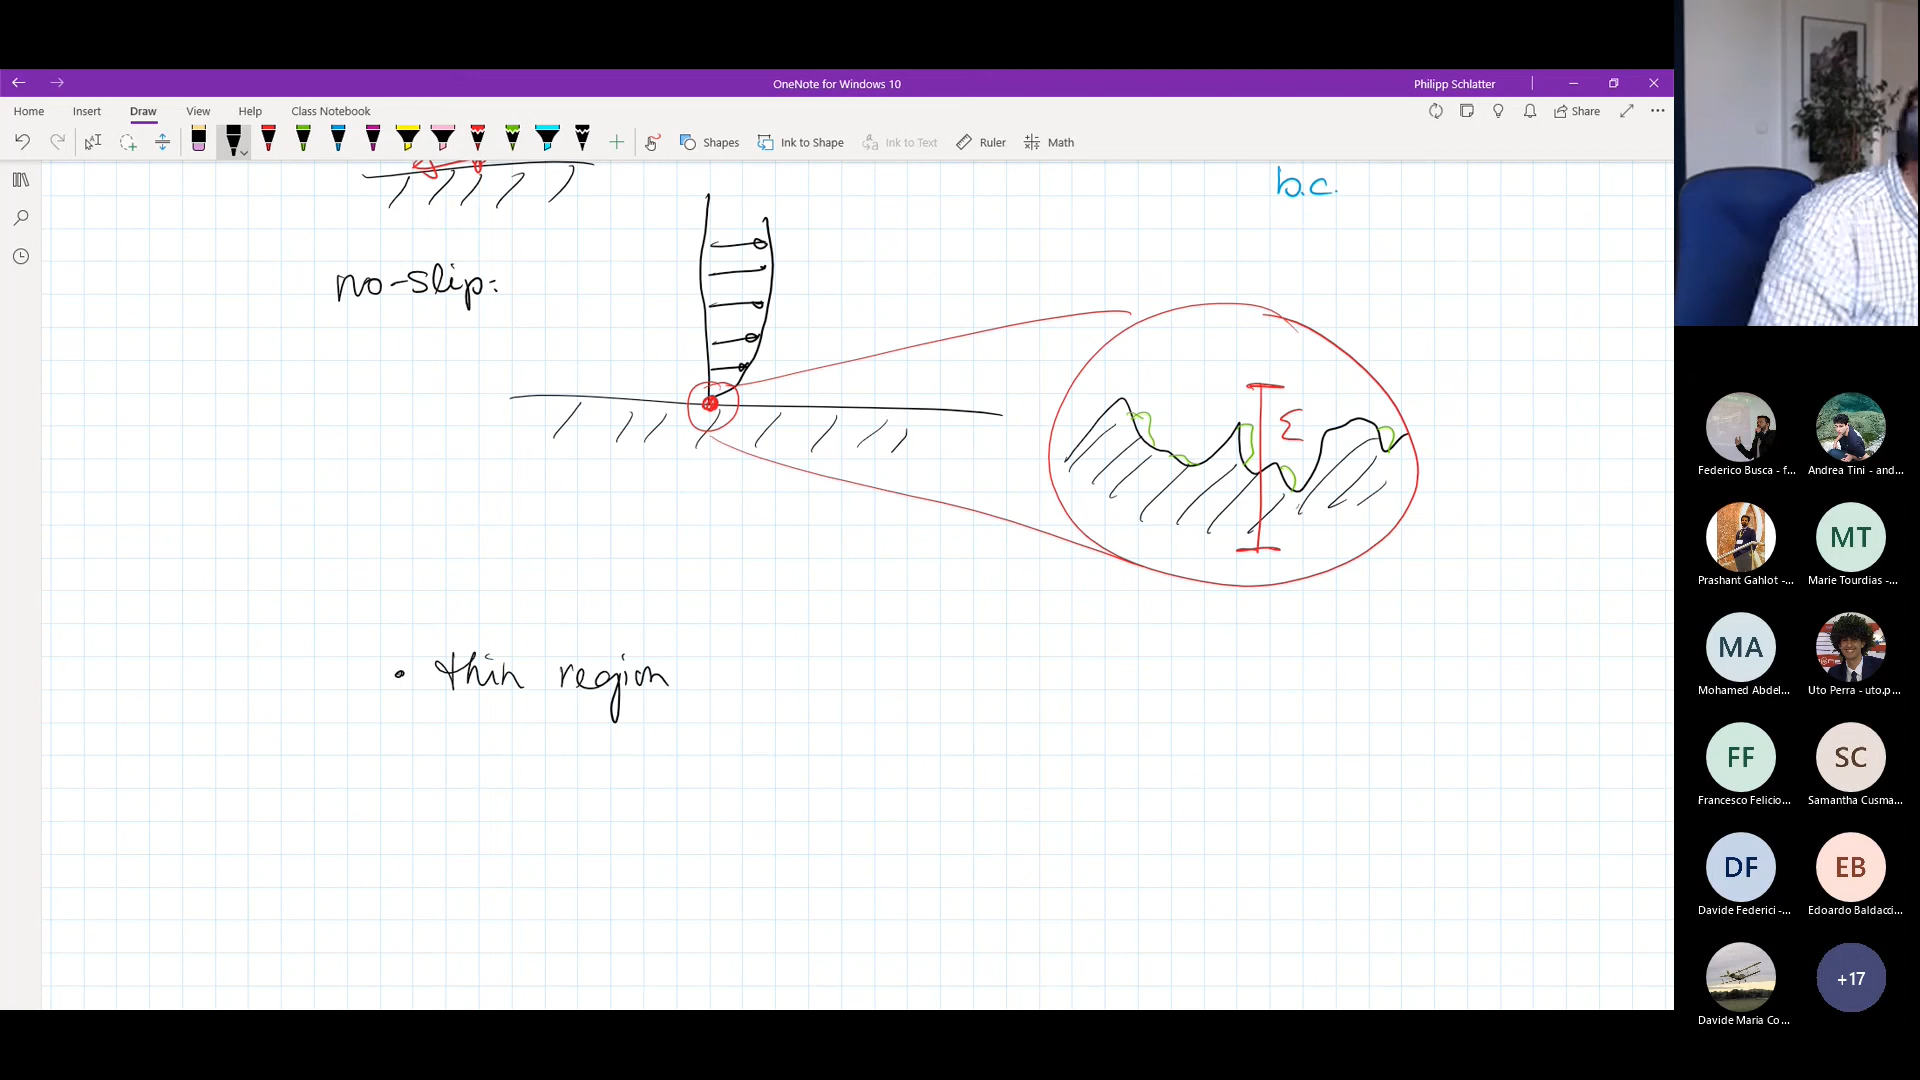 OneNote for Windows 10
Philipp Schlatter
Home Insert Draw View Help Class Notebook
Share
Shapes Ink to Shape Ink to Text Ruler Math
b.c.
no-slip:
ε
• thin region
Federico Busca - f...
Andrea Tini - and...
Prashant Gahlot -...
MT
Marie Tourdias -...
MA
Mohamed Abdel...
Uto Perra - uto.p...
FF
Francesco Felicio...
SC
Samantha Cusma...
DF
Davide Federici -...
EB
Edoardo Baldacci...
Davide Maria Co...
+17